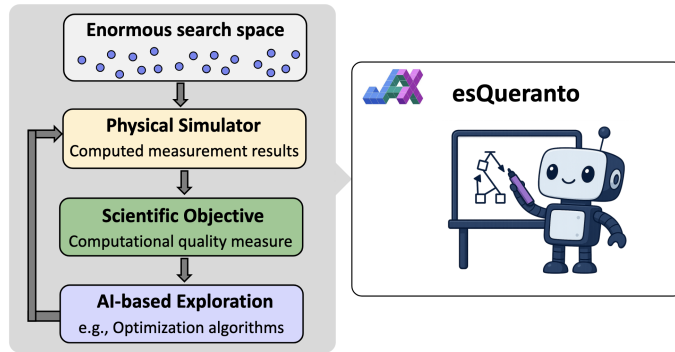 Enormous search space
Physical Simulator
Computed measurement results
Scientific Objective
Computational quality measure
AI-based Exploration
e.g., Optimization algorithms
JAX
esQueranto